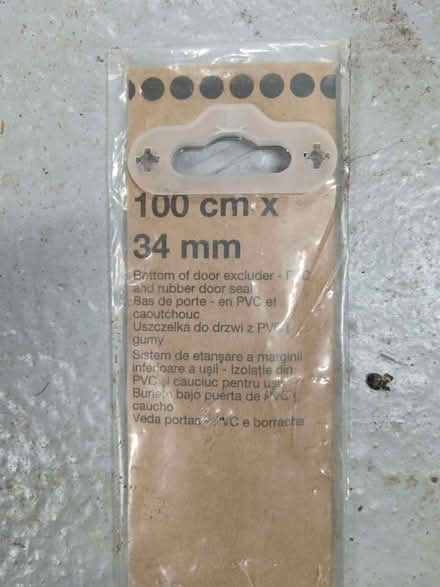 100 cm x
34 mm
Bottom of door excluder - PVC
and rubber door seal
Bas de porte - en PVC et
caoutchouc
Uszczelka do drzwi z PVC i
gumy
Sistem de etanşare a marginii
inferioare a uşii - Izolaţie din
PVC şi cauciuc pentru uşă
Burlete bajo puerta de PVC y
caucho
Veda portas - PVC e borracha